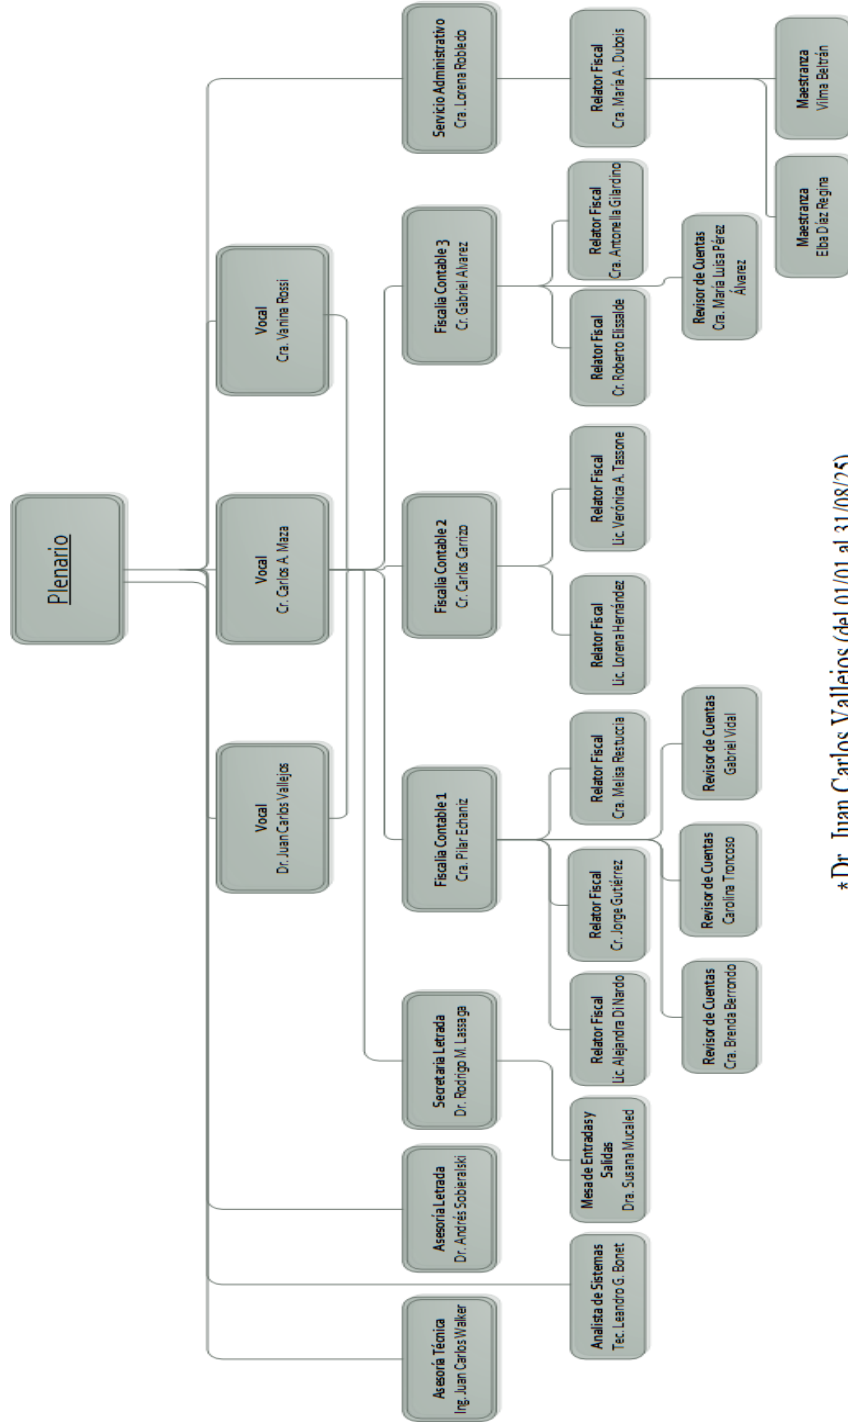 Plenario
Vocal
Dr. Juan Carlos Vallejos
Vocal
Cr. Carlos A. Maza
Vocal
Cra. Vanina Rossi
Asesoría Técnica
Ing. Juan Carlos Walker
Asesoría Letrada
Dr. Andrés Sobieralski
Secretaria Letrada
Dr. Rodrigo M. Lassaga
Fiscalia Contable 1
Cra. Pilar Echaniz
Fiscalia Contable 2
Cr. Carlos Carrizo
Fiscalia Contable 3
Cr. Gabriel Alvarez
Servicio Administrativo
Cra. Lorena Robledo
Analista de Sistemas
Tec. Leandro G. Bonet
Mesa de Entradas y
Salidas
Dra. Susana Mucaled
Relator Fiscal
Lic. Alejandra Di Nardo
Relator Fiscal
Cr. Jorge Gutiérrez
Relator Fiscal
Cra. Melisa Restuccia
Relator Fiscal
Lic. Lorena Hernández
Relator Fiscal
Lic. Verónica A. Tassone
Relator Fiscal
Cr. Roberto Elissalde
Relator Fiscal
Cra. Antonella Gilardino
Relator Fiscal
Cra. María A. Dubois
Revisor de Cuentas
Cra. Brenda Berrondo
Revisor de Cuentas
Carolina Troncoso
Revisor de Cuentas
Gabriel Vidal
Revisor de Cuentas
Cra. María Luisa Pérez
Álvarez
Maestranza
Elba Díaz Regina
Maestranza
Vilma Beltrán
*Dr. Juan Carlos Vallejos (del 01/01 al 31/08/25)